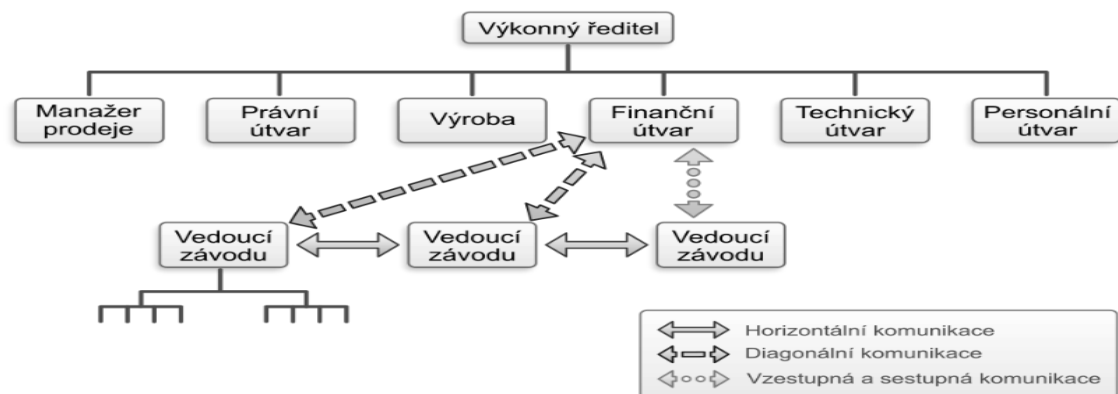 Výkonný ředitel
Manažer
prodeje
Právní
útvar
Výroba
Finanční
útvar
Technický
útvar
Personální
útvar
Vedoucí
závodu
Vedoucí
závodu
Vedoucí
závodu
Horizontální komunikace
Diagonální komunikace
Vzestupná a sestupná komunikace